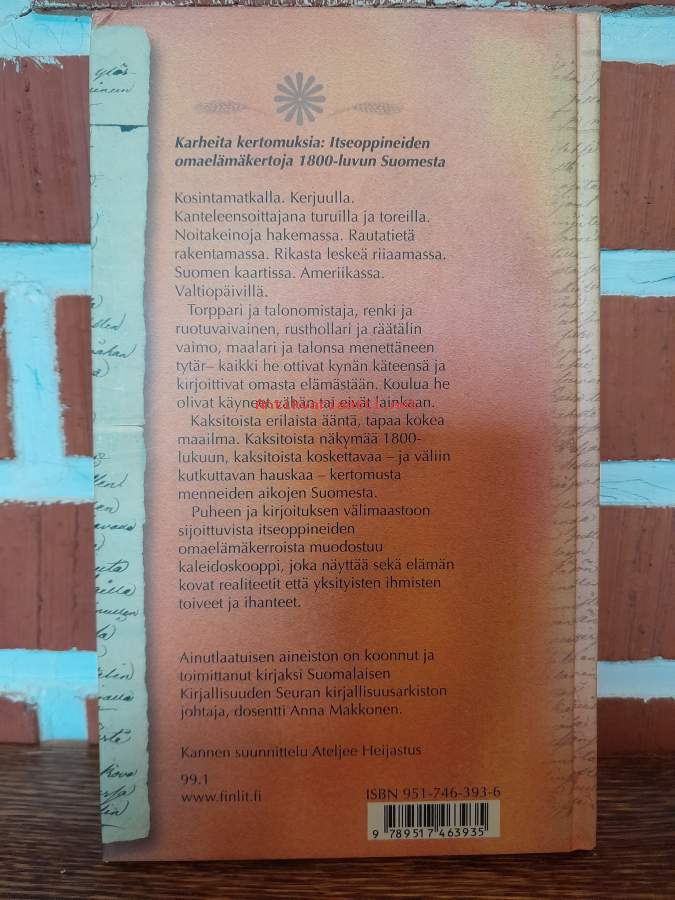 Karheita kertomuksia: Itseoppineiden
omaelämäkertoja 1800-luvun Suomesta
Kosintamatkalla. Kerjuulla.
Kanteleensoittajana turuilla ja toreilla.
Noitakeinoja hakemassa. Rautatietä
rakentamassa. Rikasta leskeä riiaamassa.
Suomen kaartissa. Ameriikassa.
Valtiopäivillä.
Torppari ja talonomistaja, renki ja
ruotuvaivainen, rusthollari ja räätälin
vaimo, maalari ja talonsa menettäneen
tytär– kaikki he ottivat kynän käteensä ja
kirjoittivat omasta elämästään. Koulua he
olivat käyneet vähän tai eivät lainkaan.
Kaksitoista erilaista ääntä, tapaa kokea
maailma. Kaksitoista näkymää 1800-
lukuun, kaksitoista koskettavaa – ja väliin
kutkuttavan hauskaa – kertomusta
menneiden aikojen Suomesta.
Puheen ja kirjoituksen välimaastoon
sijoittuvista itseoppineiden
omaelämäkerroista muodostuu
kaleidoskooppi, joka näyttää sekä elämän
kovat realiteetit että yksityisten ihmisten
toiveet ja ihanteet.
Ainutlaatuisen aineiston on koonnut ja
toimittanut kirjaksi Suomalaisen
Kirjallisuuden Seuran kirjallisuusarkiston
johtaja, dosentti Anna Makkonen.
Kannen suunnittelu Ateljee Heijastus
99.1
www.finlit.fi
ISBN 951-746-393-6
9 789517 463935